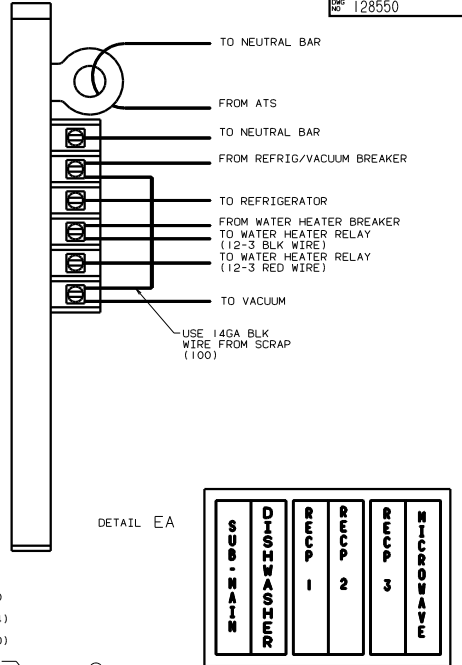 DWG
NO 128550
TO NEUTRAL BAR
FROM ATS
TO NEUTRAL BAR
FROM REFRIG/VACUUM BREAKER
TO REFRIGERATOR
FROM WATER HEATER BREAKER
TO WATER HEATER RELAY
(12-3 BLK WIRE)
TO WATER HEATER RELAY
(12-3 RED WIRE)
TO VACUUM
USE 14GA BLK
WIRE FROM SCRAP
(100)
DETAIL EA
SUB-MAIN
DISHWASHER
RECP 1
RECP 2
RECP 3
MICROWAVE